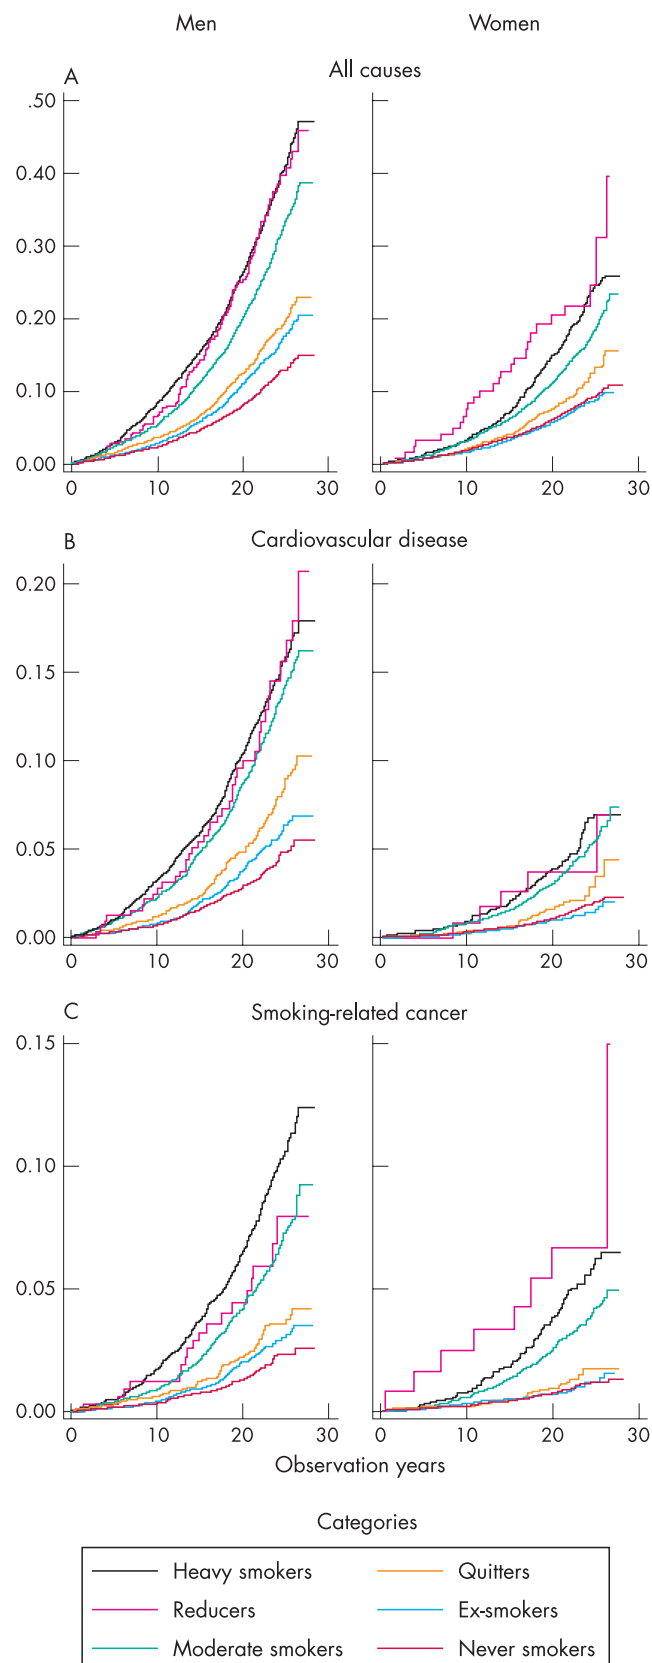 Men Women
A All causes
.50
0.40
0.30
0.20
0.10
0.00
0 10 20 30 0 10 20 30
B Cardiovascular disease
0.20
0.15
0.10
0.05
0.00
0 10 20 30 0 10 20 30
C Smoking-related cancer
0.15
0.10
0.05
0.00
0 10 20 30 0 10 20 30
Observation years
Categories
Heavy smokers Quitters
Reducers Ex-smokers
Moderate smokers Never smokers